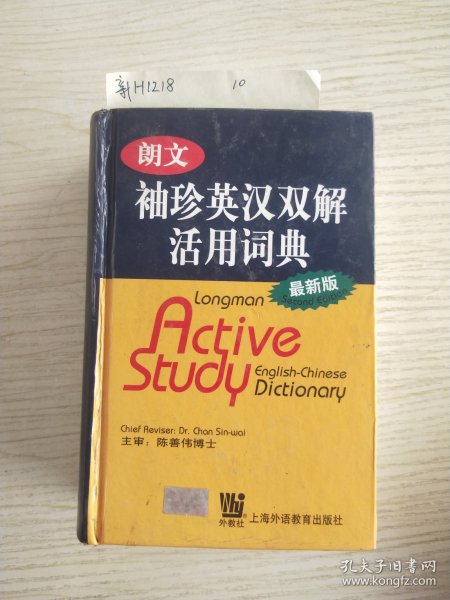 新H1218 10
朗文
袖珍英汉双解
活用词典
最新版
Longman
Second Edition
Active
Study
English-Chinese
Dictionary
Chief Reviser: Dr. Chan Sin-wai
主审：陈善伟博士
Why
外教社
上海外语教育出版社
孔夫子旧书网
www.kongfz.com